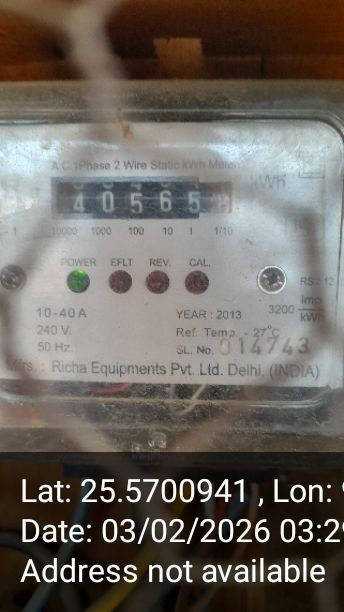 A.C. 1Phase 2 Wire Static kWh Meter
4 0 5 6 5
kWh
10000 1000 100 10 1 1/10
POWER EFLT REV. CAL.
10-40 A
240 V.
50 Hz.
YEAR : 2013
Ref. Temp. - 27°C
SL. No. 014743
3200 Imp kWh
Mfrs. : Richa Equipments Pvt. Ltd. Delhi, (INDIA)
Lat: 25.5700941 , Lon:
Date: 03/02/2026 03:29
Address not available